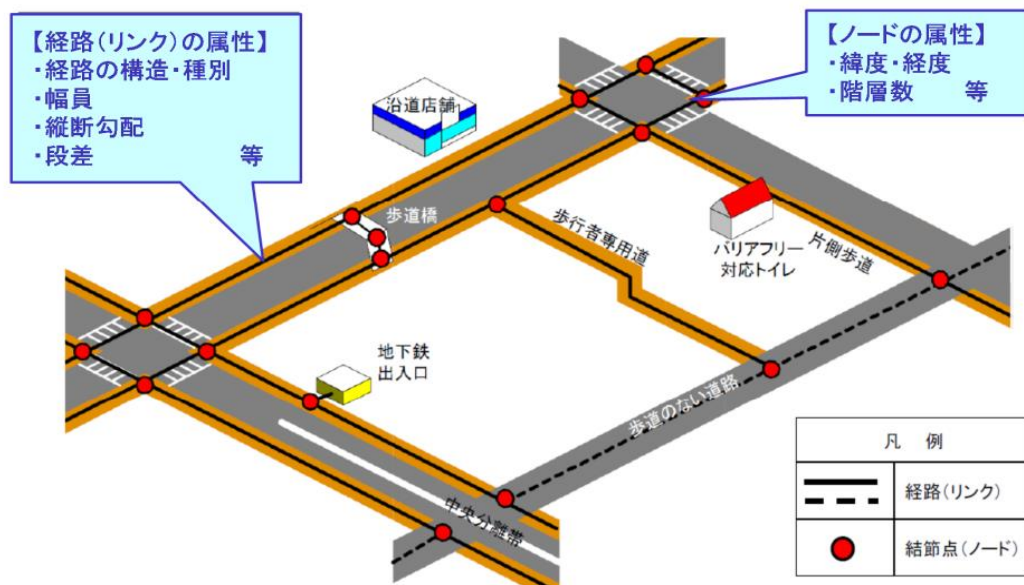 【経路(リンク)の属性】
・経路の構造・種別
・幅員
・縦断勾配
・段差 等
【ノードの属性】
・緯度・経度
・階層数 等
沿道店舗
歩道橋
歩行者専用道
バリアフリー
対応トイレ
片側歩道
地下鉄
出入口
歩道のない道路
中央分離帯
凡 例
経路(リンク)
結節点(ノード)